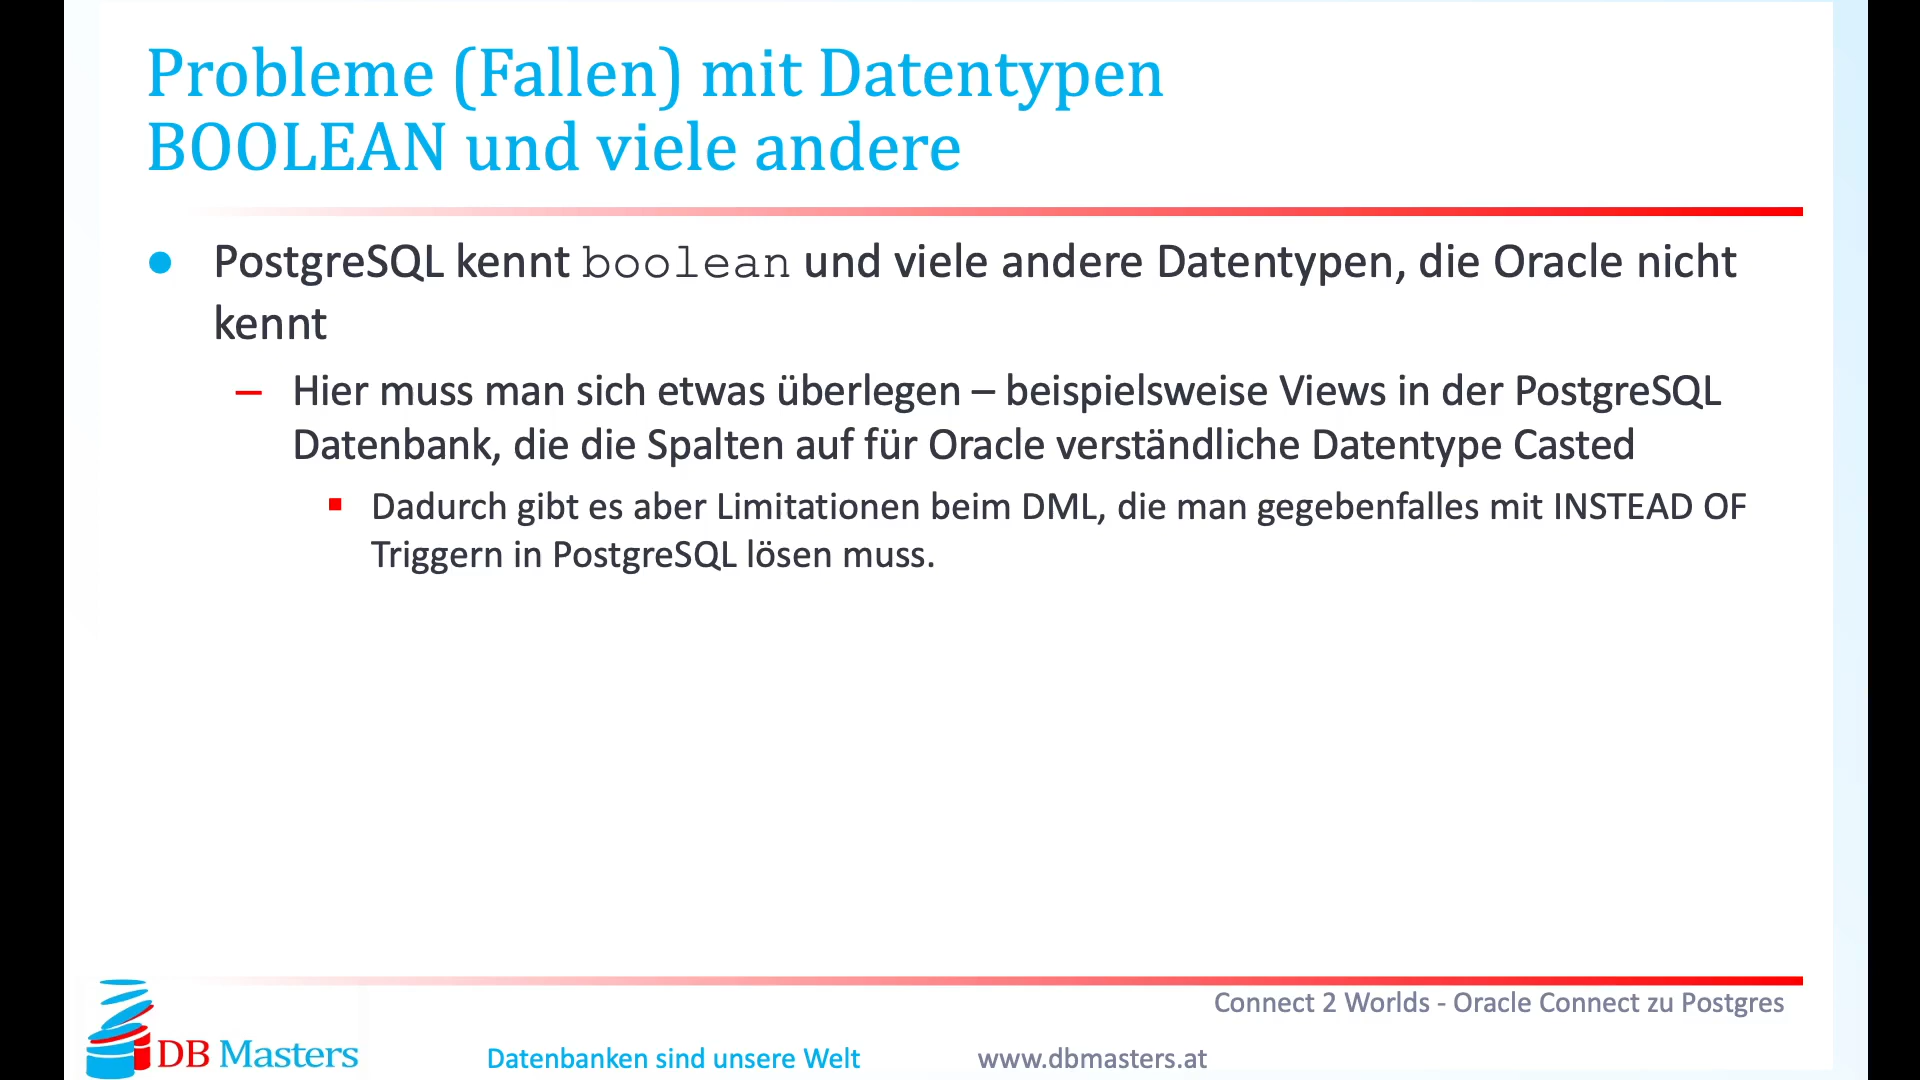 Probleme (Fallen) mit Datentypen
BOOLEAN und viele andere
PostgreSQL kennt boolean und viele andere Datentypen, die Oracle nicht
kennt
– Hier muss man sich etwas überlegen – beispielsweise Views in der PostgreSQL
Datenbank, die die Spalten auf für Oracle verständliche Datentype Casted
Dadurch gibt es aber Limitationen beim DML, die man gegebenfalles mit INSTEAD OF
Triggern in PostgreSQL lösen muss.
Connect 2 Worlds - Oracle Connect zu Postgres
DB Masters
Datenbanken sind unsere Welt
www.dbmasters.at